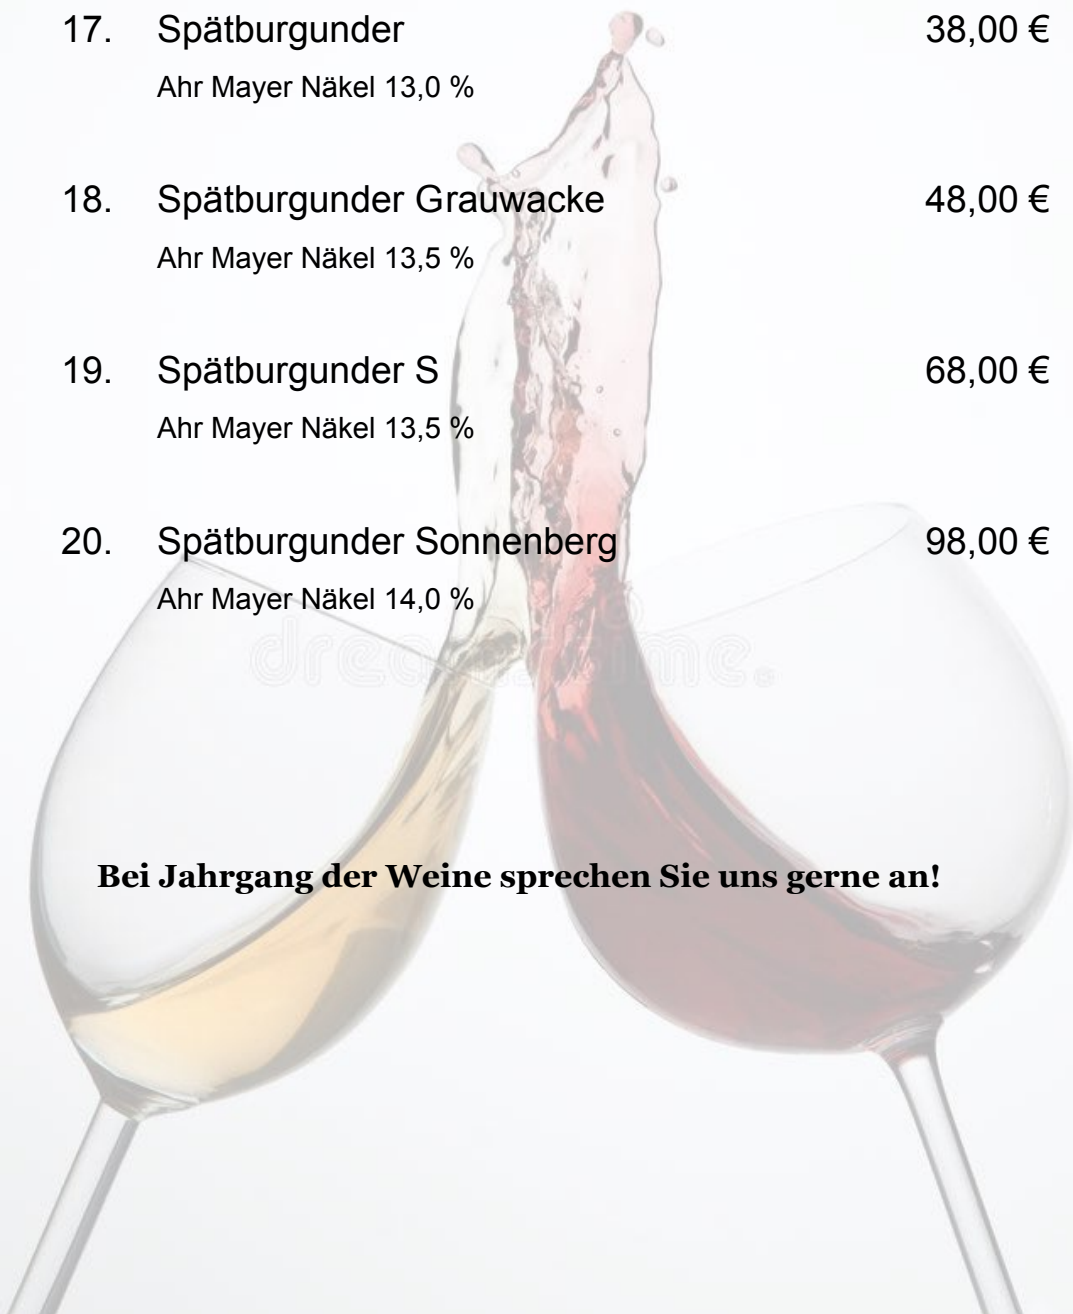 17. Spätburgunder 38,00 €
Ahr Mayer Näkel 13,0 %
18. Spätburgunder Grauwacke 48,00 €
Ahr Mayer Näkel 13,5 %
19. Spätburgunder S 68,00 €
Ahr Mayer Näkel 13,5 %
20. Spätburgunder Sonnenberg 98,00 €
Ahr Mayer Näkel 14,0 %
dreamstime®
Bei Jahrgang der Weine sprechen Sie uns gerne an!